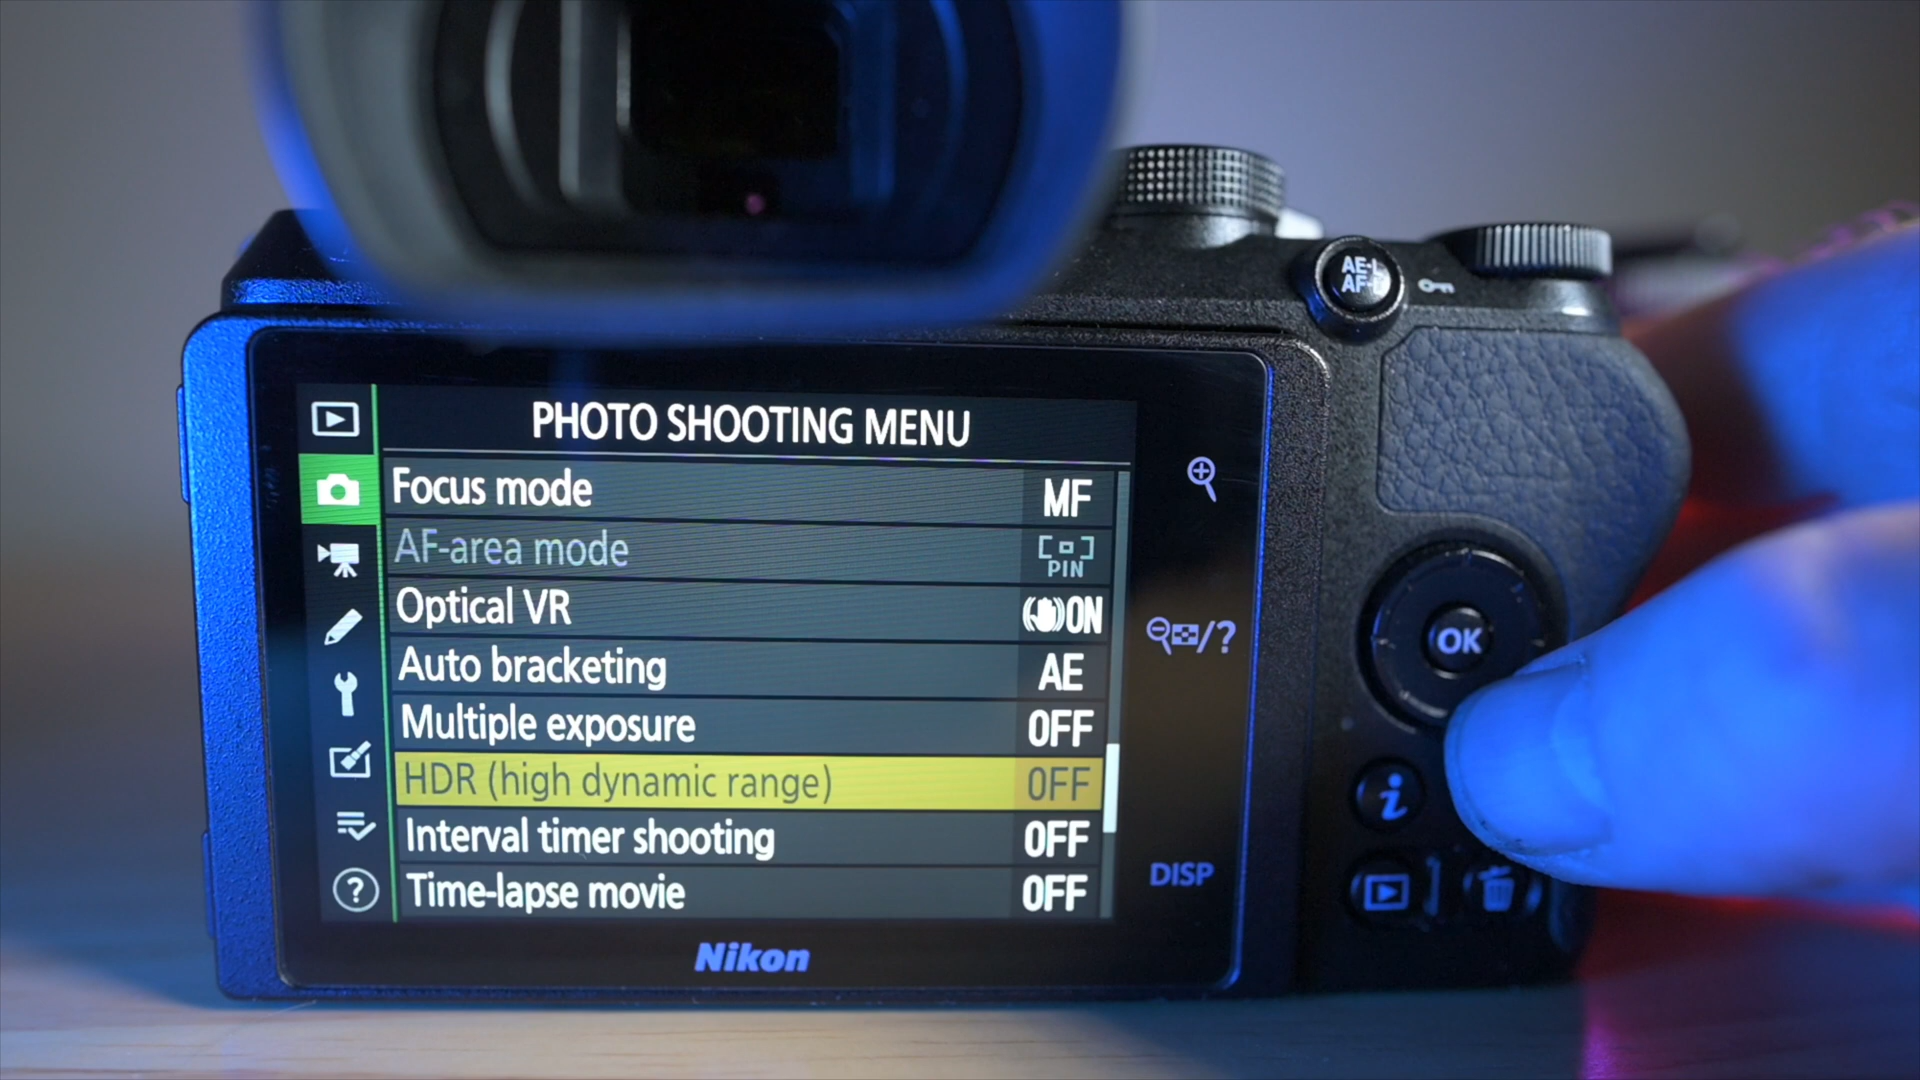 AE-L
AF-L
PHOTO SHOOTING MENU
Focus mode MF
AF-area mode PIN
Optical VR ON
Auto bracketing AE
Multiple exposure OFF
HDR (high dynamic range) OFF
Interval timer shooting OFF
Time-lapse movie OFF
/?
?
OK
i
DISP
Nikon